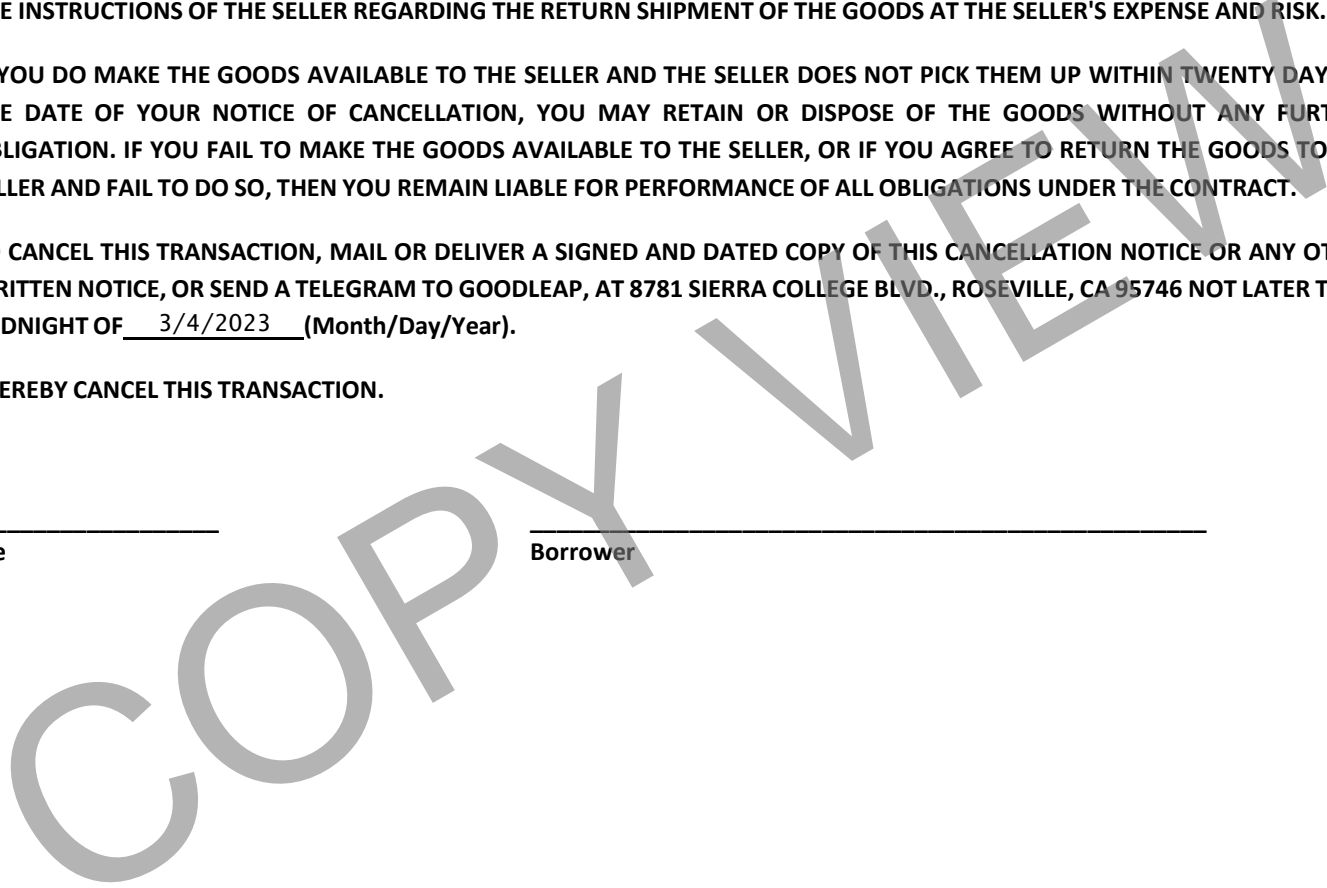 E INSTRUCTIONS OF THE SELLER REGARDING THE RETURN SHIPMENT OF THE GOODS AT THE SELLER'S EXPENSE AND RISK.
YOU DO MAKE THE GOODS AVAILABLE TO THE SELLER AND THE SELLER DOES NOT PICK THEM UP WITHIN TWENTY DAY
E DATE OF YOUR NOTICE OF CANCELLATION, YOU MAY RETAIN OR DISPOSE OF THE GOODS WITHOUT ANY FURT
BLIGATION. IF YOU FAIL TO MAKE THE GOODS AVAILABLE TO THE SELLER, OR IF YOU AGREE TO RETURN THE GOODS TO
LLER AND FAIL TO DO SO, THEN YOU REMAIN LIABLE FOR PERFORMANCE OF ALL OBLIGATIONS UNDER THE CONTRACT.
CANCEL THIS TRANSACTION, MAIL OR DELIVER A SIGNED AND DATED COPY OF THIS CANCELLATION NOTICE OR ANY OT
RITTEN NOTICE, OR SEND A TELEGRAM TO GOODLEAP, AT 8781 SIERRA COLLEGE BLVD., ROSEVILLE, CA 95746 NOT LATER T
DNIGHT OF 3/4/2023 (Month/Day/Year).
EREBY CANCEL THIS TRANSACTION.
e Borrower
COPY VIEW